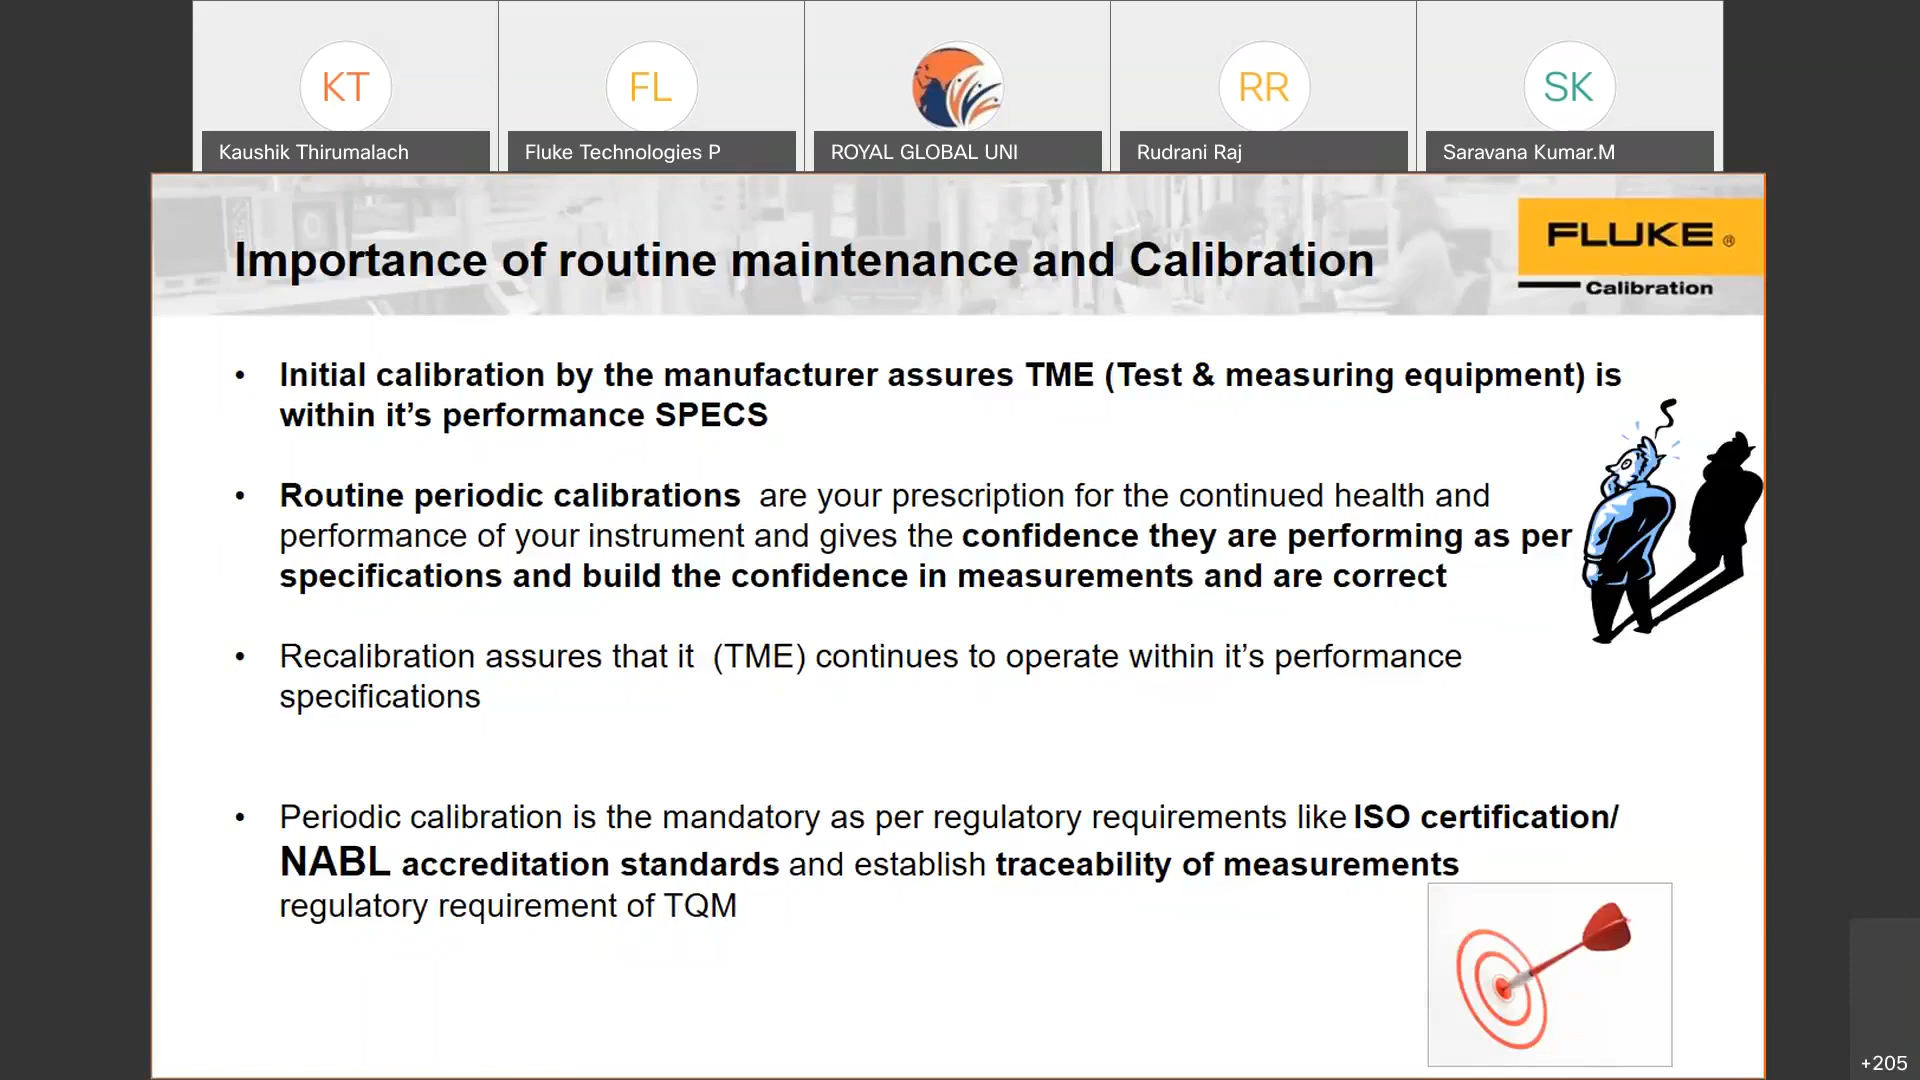 KT
FL
RR
SK
Kaushik Thirumalach
Fluke Technologies P
ROYAL GLOBAL UNI
Rudrani Raj
Saravana Kumar.M
Importance of routine maintenance and Calibration
FLUKE ®
Calibration
• Initial calibration by the manufacturer assures TME (Test & measuring equipment) is
within it’s performance SPECS
• Routine periodic calibrations are your prescription for the continued health and
performance of your instrument and gives the confidence they are performing as per
specifications and build the confidence in measurements and are correct
• Recalibration assures that it (TME) continues to operate within it’s performance
specifications
• Periodic calibration is the mandatory as per regulatory requirements like ISO certification/
NABL accreditation standards and establish traceability of measurements
regulatory requirement of TQM
+205